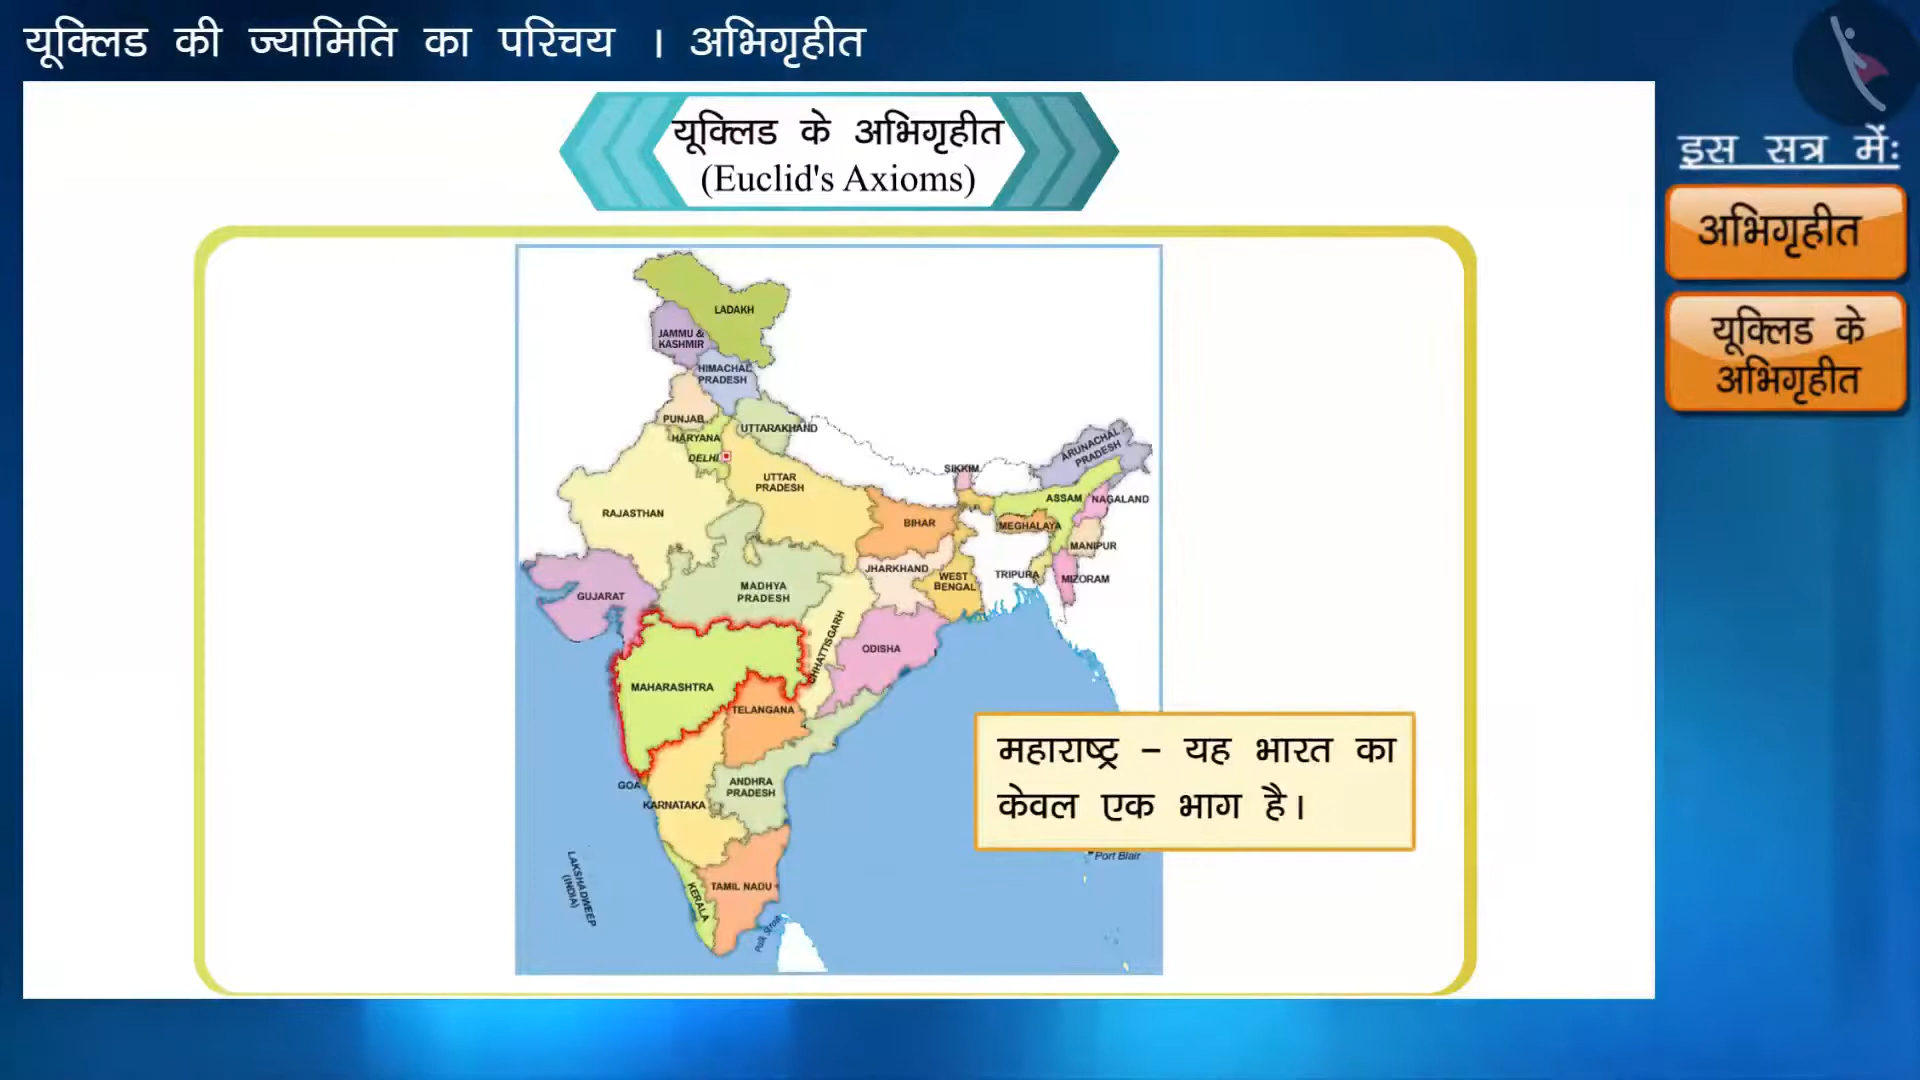 यूक्लिड की ज्यामिति का परिचय । अभिगृहीत
यूक्लिड के अभिगृहीत
(Euclid's Axioms)
इस सत्र में:
अभिगृहीत
यूक्लिड के
अभिगृहीत
LADAKH
JAMMU &
KASHMIR
HIMACHAL
PRADESH
PUNJAB
UTTARAKHAND
HARYANA
DELHI
ARUNACHAL
PRADESH
SIKKIM
UTTAR
PRADESH
ASSAM
NAGALAND
RAJASTHAN
BIHAR
MEGHALAYA
MANIPUR
JHARKHAND
WEST
BENGAL
TRIPURA
MIZORAM
MADHYA
PRADESH
GUJARAT
CHHATTISGARH
ODISHA
MAHARASHTRA
TELANGANA
महाराष्ट्र – यह भारत का
केवल एक भाग है।
GOA
ANDHRA
PRADESH
KARNATAKA
Port Blair
LAKSHADWEEP
(INDIA)
KERALA
TAMIL NADU
Palk Strait